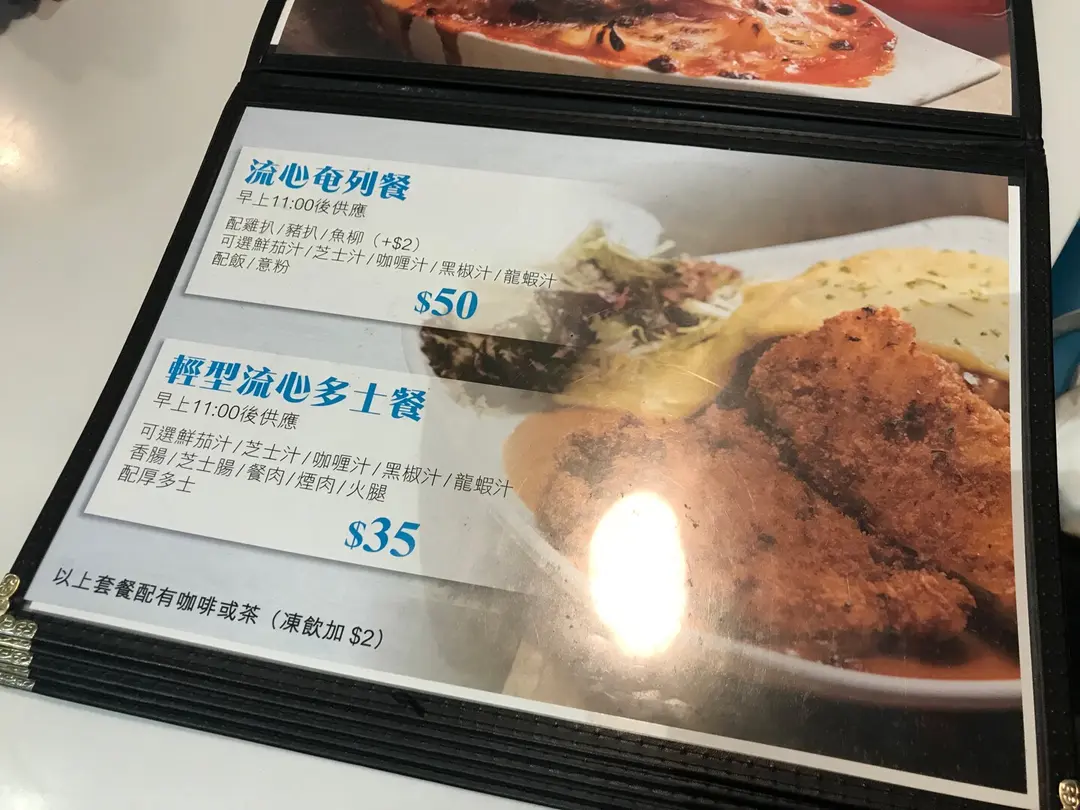 流心奄列餐
早上11:00後供應
配雞扒/豬扒/魚柳（+$2）
可選鮮茄汁/芝士汁/咖喱汁/黑椒汁/龍蝦汁
配飯/意粉
$50
輕型流心多士餐
早上11:00後供應
可選鮮茄汁/芝士汁/咖喱汁/黑椒汁/龍蝦汁
香腸/芝士腸/餐肉/煙肉/火腿
配厚多士
$35
以上套餐配有咖啡或茶（凍飲加 $2）